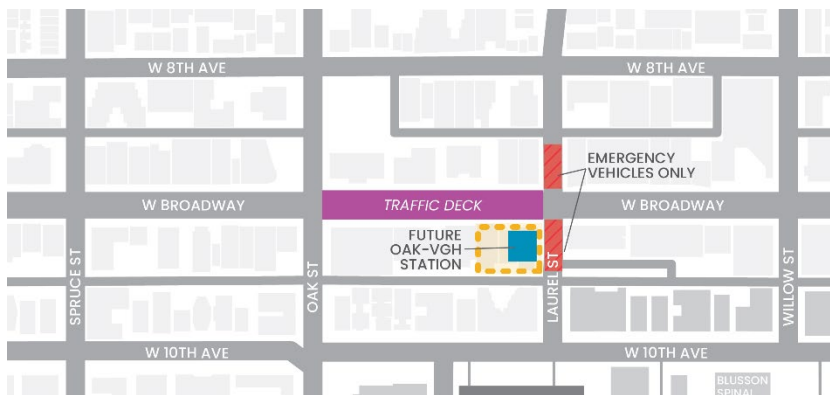 W 8TH AVE
W 8TH AVE
EMERGENCY
VEHICLES ONLY
W BROADWAY
TRAFFIC DECK
W BROADWAY
FUTURE
OAK-VGH
STATION
SPRUCE ST
OAK ST
LAUREL ST
WILLOW ST
W 10TH AVE
W 10TH AVE
BLUSSON
SPINAL